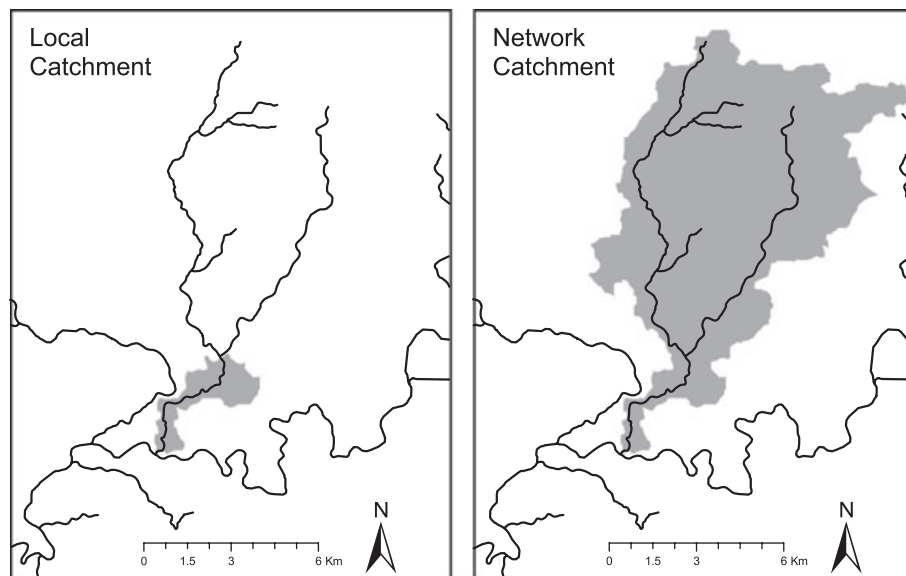 Local
Catchment
N
0 1.5 3 6 Km
Network
Catchment
N
0 1.5 3 6 Km